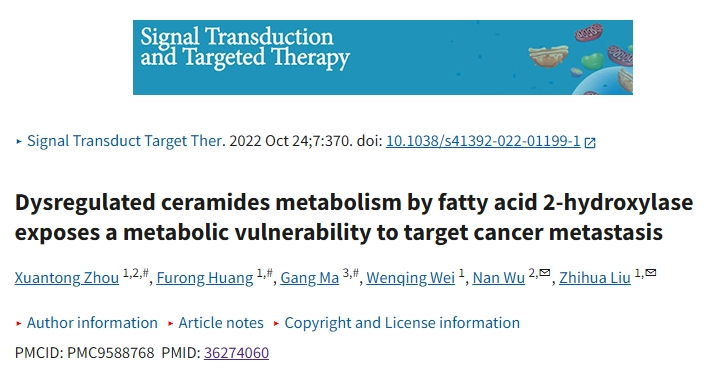 Signal Transduction
and Targeted Therapy
▸ Signal Transduct Target Ther. 2022 Oct 24;7:370. doi: 10.1038/s41392-022-01199-1
Dysregulated ceramides metabolism by fatty acid 2-hydroxylase
exposes a metabolic vulnerability to target cancer metastasis
Xuantong Zhou 1,2,#, Furong Huang 1,#, Gang Ma 3,#, Wenqing Wei 1, Nan Wu 2,✉, Zhihua Liu 1,✉
▸ Author information ▸ Article notes ▸ Copyright and License information
PMCID: PMC9588768 PMID: 36274060